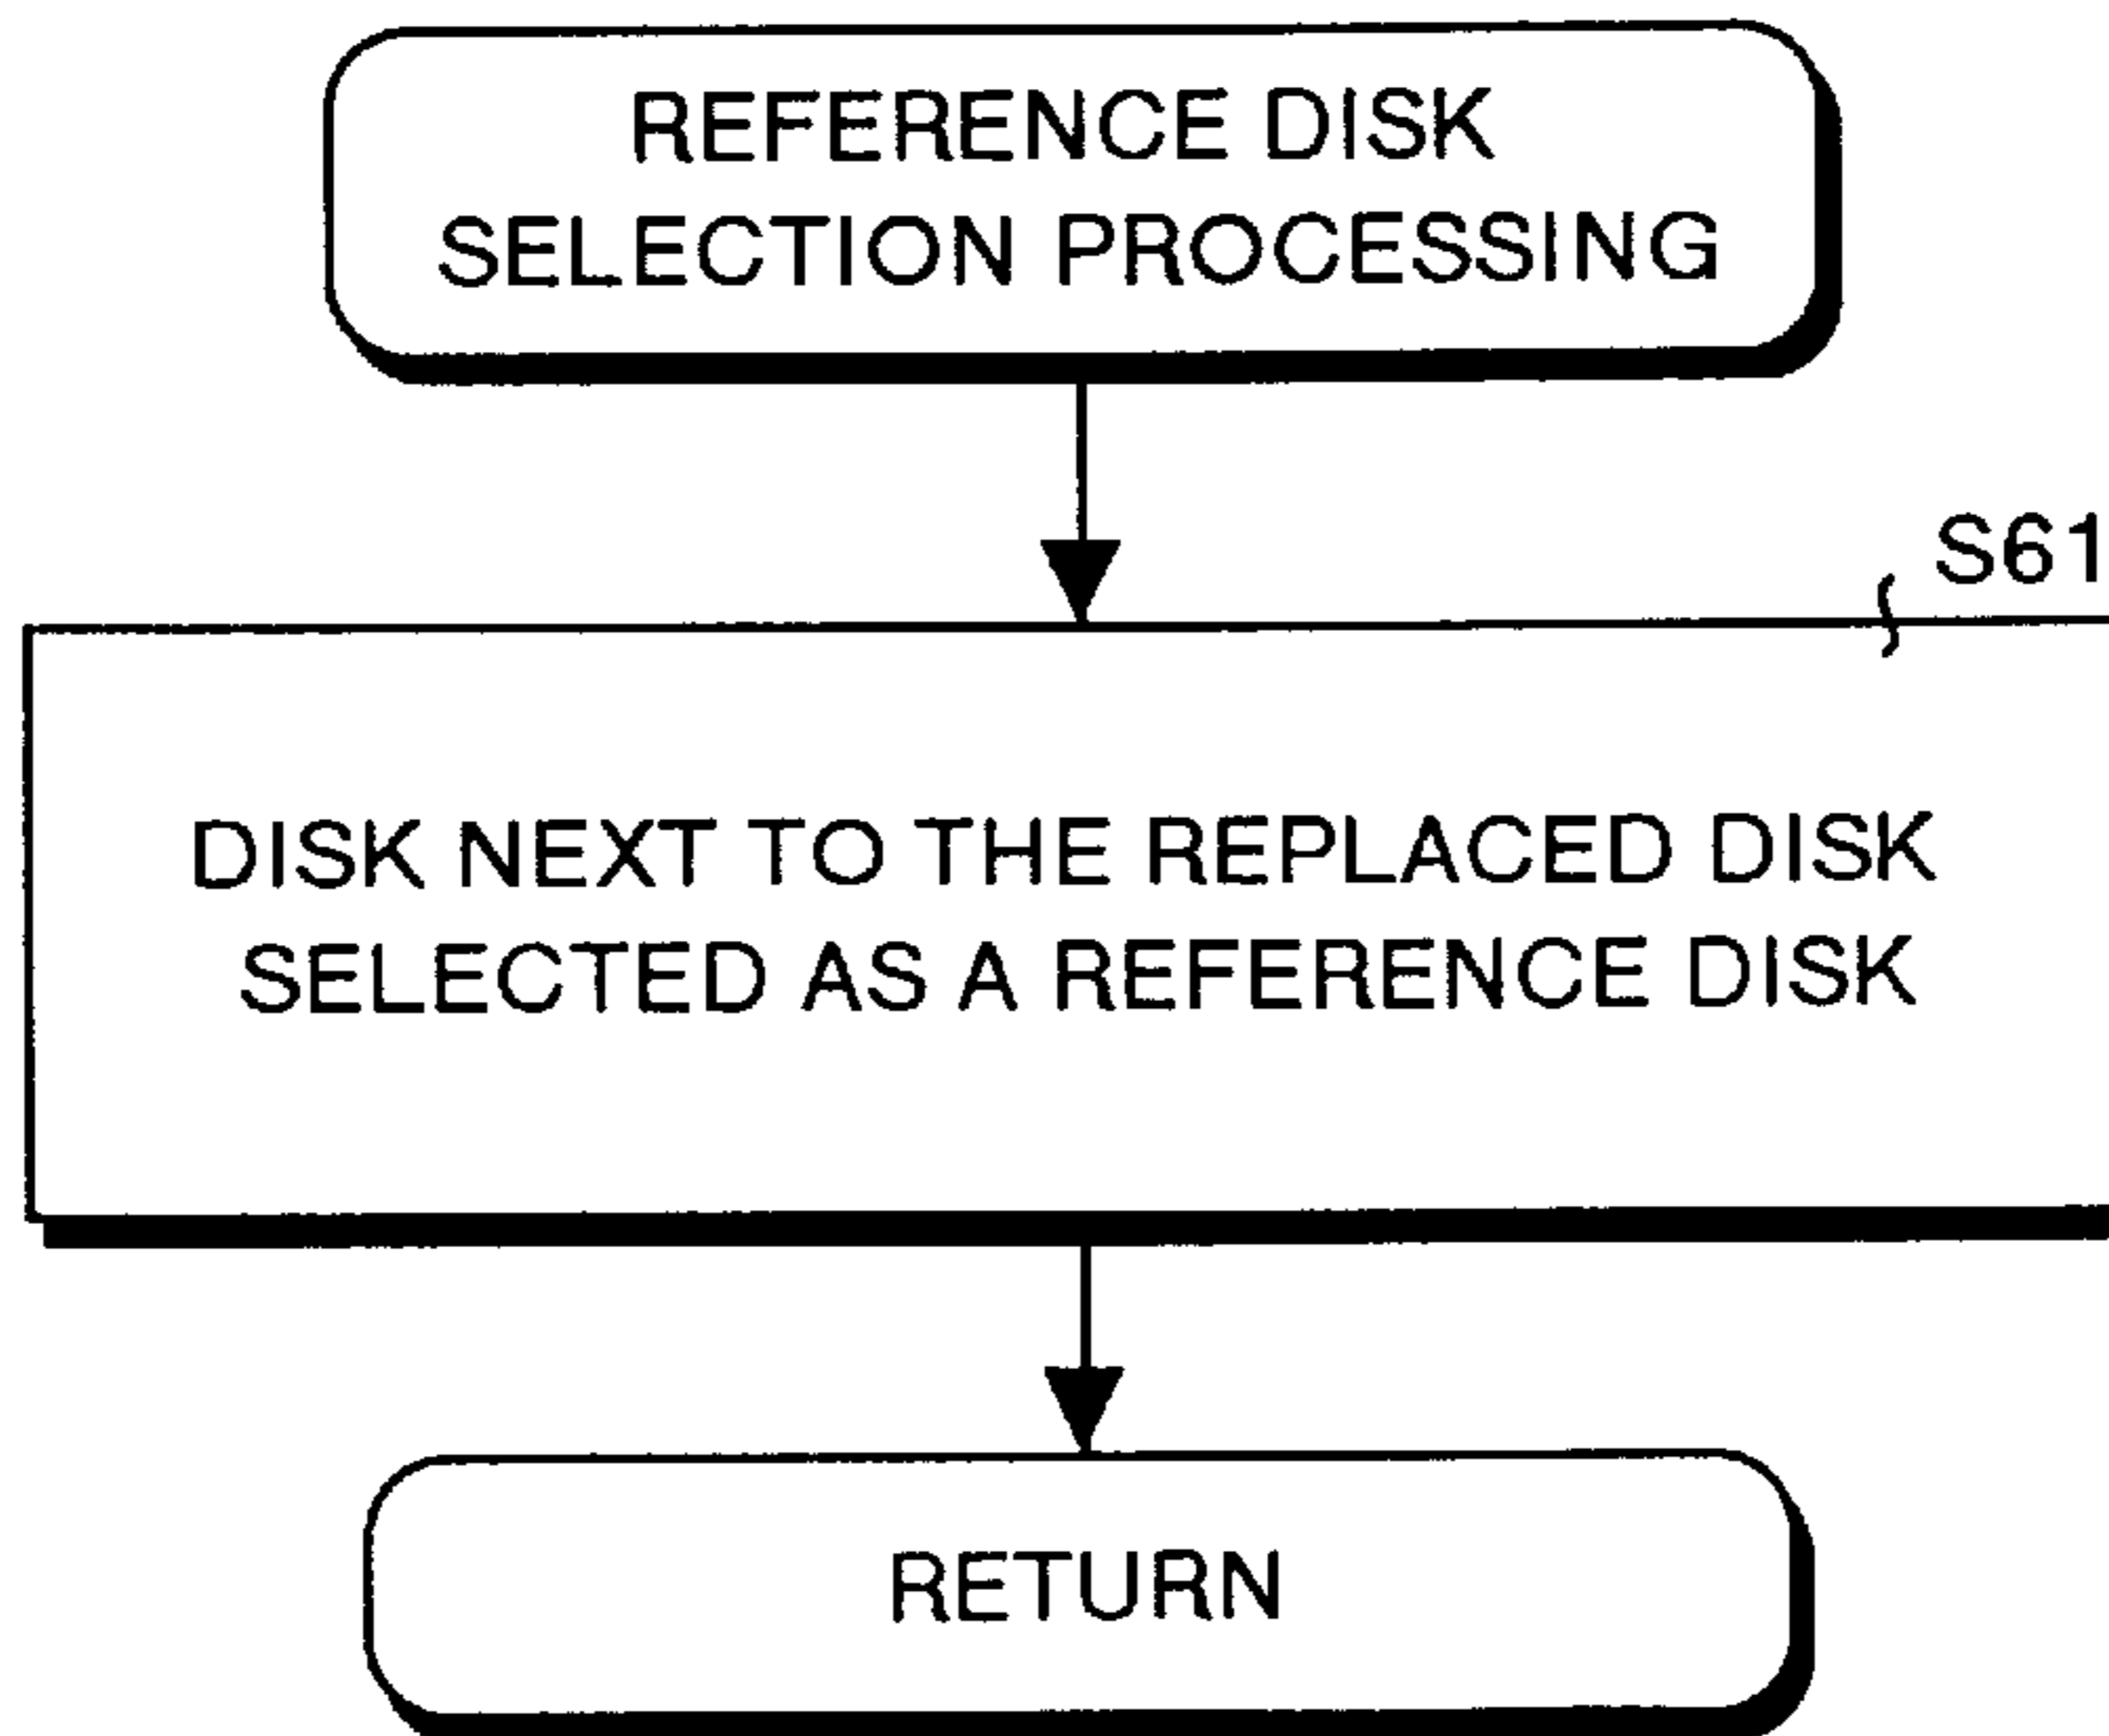 REFERENCE DISK
SELECTION PROCESSING
S61
DISK NEXT TO THE REPLACED DISK
SELECTED AS A REFERENCE DISK
RETURN